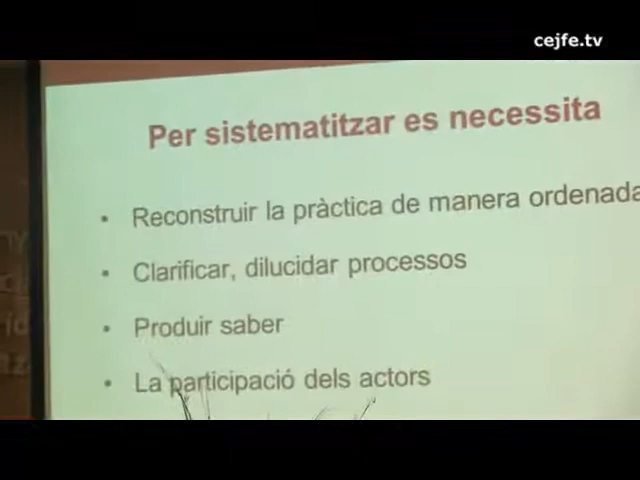 cejfe.tv
Per sistematitzar es necessita
• Reconstruir la pràctica de manera ordenada
• Clarificar, dilucidar processos
• Produir saber
• La participació dels actors